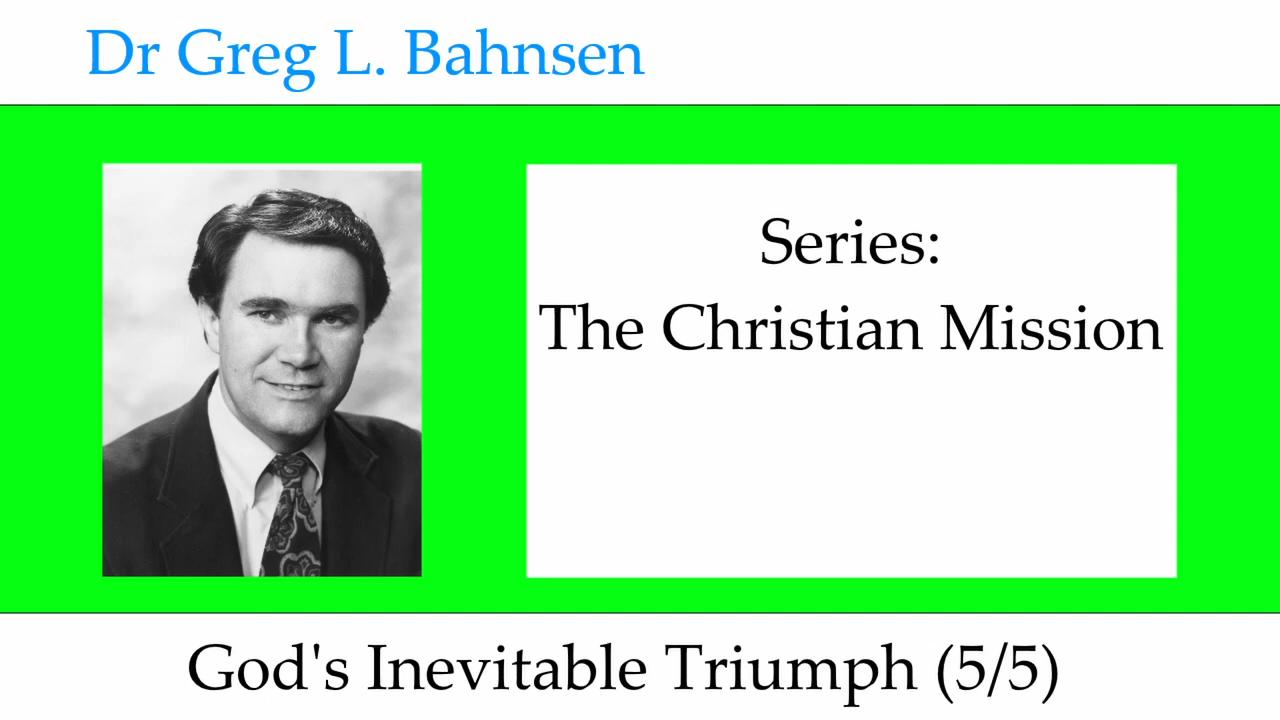 Dr Greg L. Bahnsen
Series:
The Christian Mission
God's Inevitable Triumph (5/5)